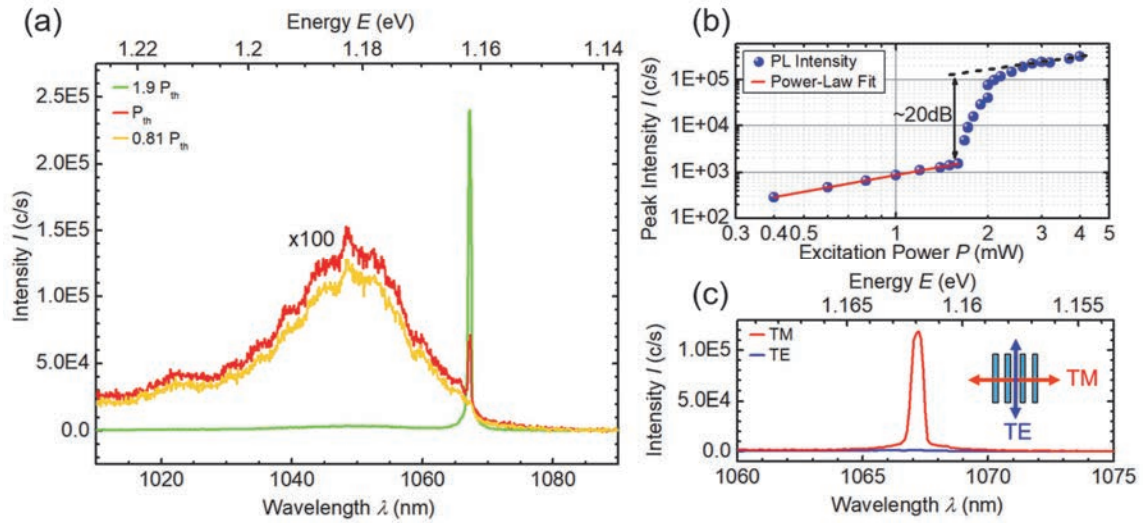 (a)
Energy E (eV)
1.22 1.2 1.18 1.16 1.14
2.5E5
2.0E5
1.5E5
1.0E5
5.0E4
0.0
Intensity I (c/s)
1.9 Pth
Pth
0.81 Pth
x100
1020 1040 1060 1080
Wavelength λ (nm)
(b)
PL Intensity
Power-Law Fit
~20dB
1E+05
1E+04
1E+03
1E+02
Peak Intensity I (c/s)
0.3 0.4 0.5 1 2 3 4 5
Excitation Power P (mW)
(c)
Energy E (eV)
1.165 1.16 1.155
TM
TE
1.0E5
5.0E4
0.0
Intensity I (c/s)
TM
TE
1060 1065 1070 1075
Wavelength λ (nm)